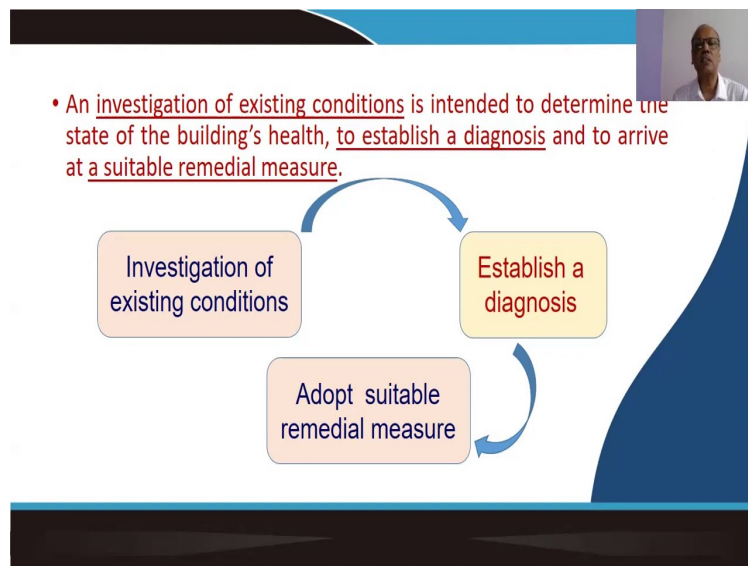 • An investigation of existing conditions is intended to determine the
state of the building's health, to establish a diagnosis and to arrive
at a suitable remedial measure.
Investigation of
existing conditions
Establish a
diagnosis
Adopt suitable
remedial measure